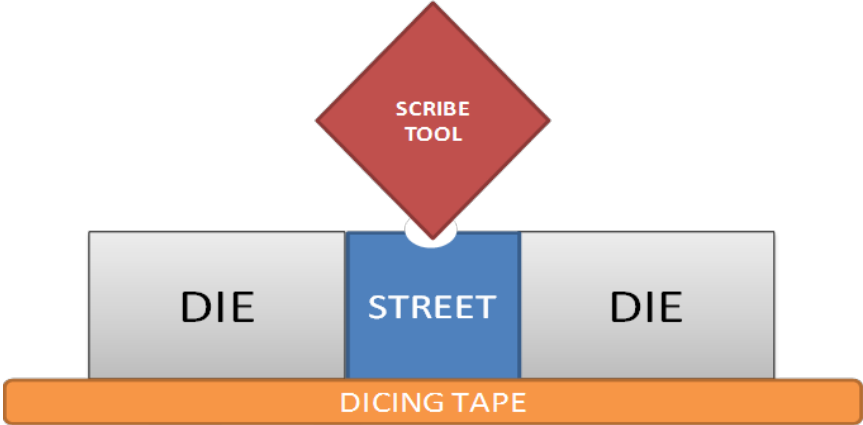 SCRIBE
TOOL
DIE
STREET
DIE
DICING TAPE